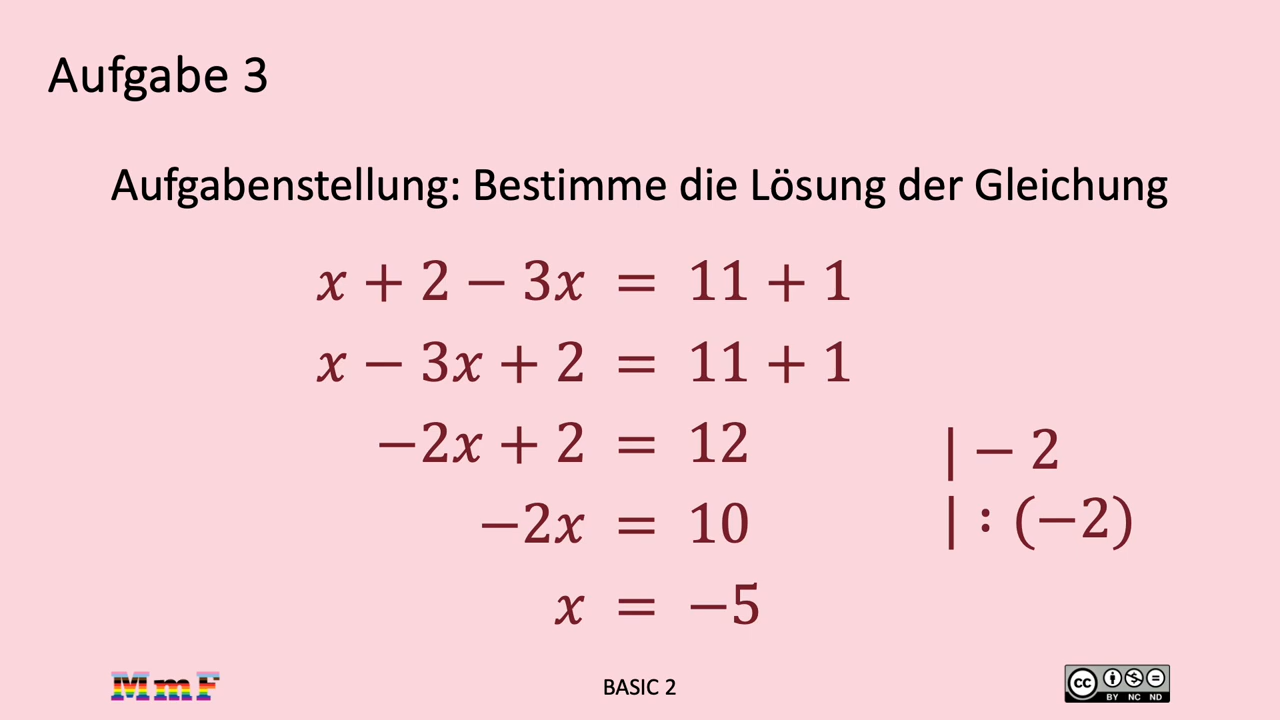 Aufgabe 3
Aufgabenstellung: Bestimme die Lösung der Gleichung
x + 2 − 3x = 11 + 1
x − 3x + 2 = 11 + 1
−2x + 2 = 12 | − 2
−2x = 10 | : (−2)
x = −5
MmF BASIC 2 cc BY NC ND